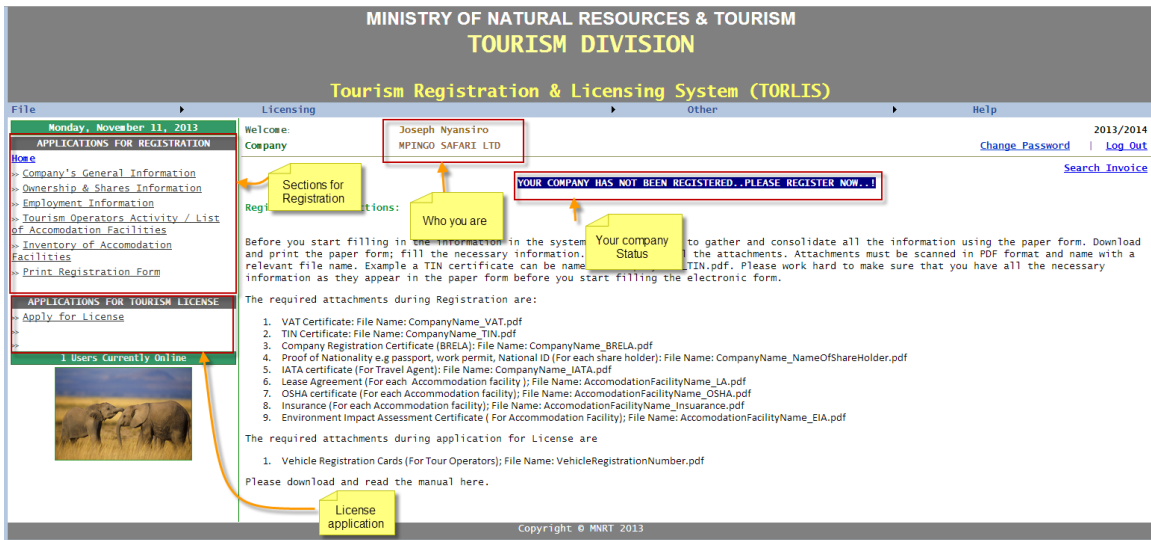 MINISTRY OF NATURAL RESOURCES & TOURISM
TOURISM DIVISION
Tourism Registration & Licensing System (TORLIS)
File Licensing Other Help
Monday, November 11, 2013
APPLICATIONS FOR REGISTRATION
Home
» Company's General Information
» Ownership & Shares Information
» Employment Information
» Tourism Operators Activity / List
of Accomodation Facilities
» Inventory of Accomodation
Facilities
» Print Registration Form
APPLICATIONS FOR TOURISM LICENSE
» Apply for License
»
»
1 Users Currently Online
Welcome: Joseph Nyansiro 2013/2014
Company MPINGO SAFARI LTD Change Password | Log Out
Search Invoice
Sections for
Registration
Who you are
Your company
Status
License
application
YOUR COMPANY HAS NOT BEEN REGISTERED..PLEASE REGISTER NOW..!
Regi tions:
Before you start filling in the information in the system to gather and consolidate all the information using the paper form. Download
and print the paper form; fill the necessary information. l the attachments. Attachments must be scanned in PDF format and name with a
relevant file name. Example a TIN certificate can be name _TIN.pdf. Please work hard to make sure that you have all the necessary
information as they appear in the paper form before you start filling the electronic form.
The required attachments during Registration are:
1. VAT Certificate: File Name: CompanyName_VAT.pdf
2. TIN Certificate: File Name: CompanyName_TIN.pdf
3. Company Registration Certificate (BRELA): File Name: CompanyName_BRELA.pdf
4. Proof of Nationality e.g passport, work permit, National ID (For each share holder): File Name: CompanyName_NameOfShareHolder.pdf
5. IATA certificate (For Travel Agent): File Name: CompanyName_IATA.pdf
6. Lease Agreement (For each Accommodation facility ); File Name: AccomodationFacilityName_LA.pdf
7. OSHA certificate (For each Accommodation facility); File Name: AccomodationFacilityName_OSHA.pdf
8. Insurance (For each Accommodation facility); File Name: AccomodationFacilityName_Insuarance.pdf
9. Environment Impact Assessment Certificate ( For Accommodation Facility); File Name: AccomodationFacilityName_EIA.pdf
The required attachments during application for License are
1. Vehicle Registration Cards (For Tour Operators); File Name: VehicleRegistrationNumber.pdf
Please download and read the manual here.
Copyright © MNRT 2013